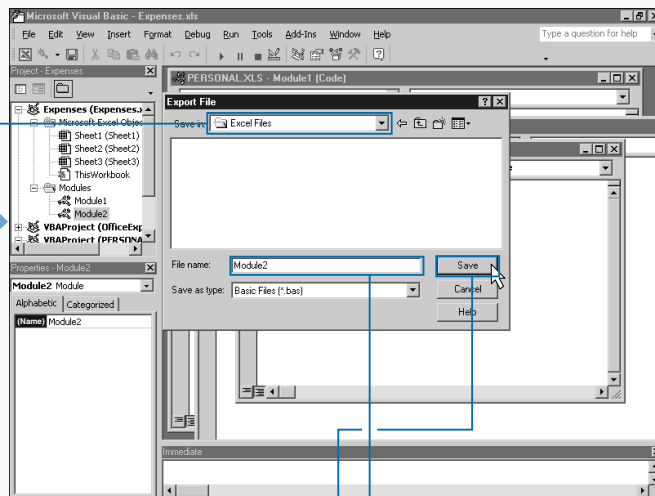 Microsoft Visual Basic - Expenses.xls
File Edit View Insert Format Debug Run Tools Add-Ins Window Help
Type a question for help
Project - Expenses
PERSONAL.XLS - Module1 (Code)
Expenses (Expenses.x
Microsoft Excel Objec
Sheet1 (Sheet1)
Sheet2 (Sheet2)
Sheet3 (Sheet3)
ThisWorkbook
Modules
Module1
Module2
VBAProject (OfficeExp
VBAProject (PERSONA
Export File
Save in:
Excel Files
File name:
Module2
Save
Save as type:
Basic Files (*.bas)
Cancel
Help
Properties - Module2
Module2 Module
Alphabetic
Categorized
(Name) Module2
Immediate